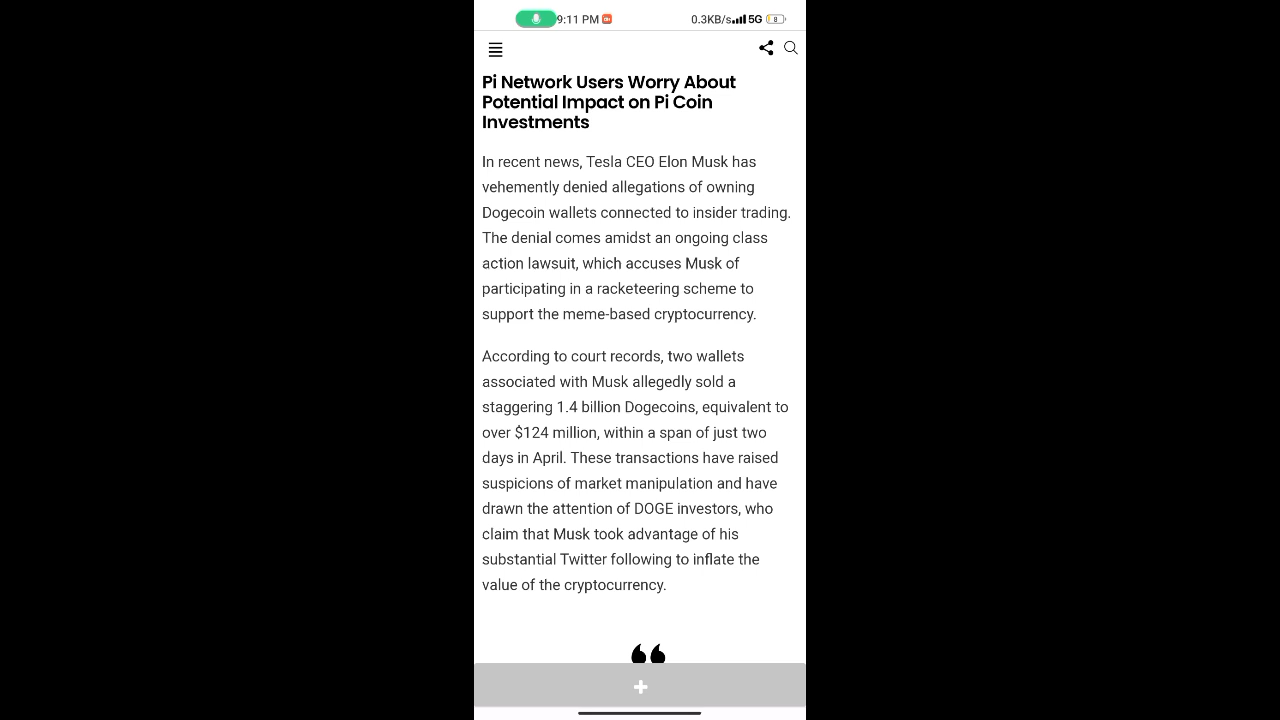 9:11 PM 0.3KB/s 5G 8
Pi Network Users Worry About
Potential Impact on Pi Coin
Investments
In recent news, Tesla CEO Elon Musk has
vehemently denied allegations of owning
Dogecoin wallets connected to insider trading.
The denial comes amidst an ongoing class
action lawsuit, which accuses Musk of
participating in a racketeering scheme to
support the meme-based cryptocurrency.
According to court records, two wallets
associated with Musk allegedly sold a
staggering 1.4 billion Dogecoins, equivalent to
over $124 million, within a span of just two
days in April. These transactions have raised
suspicions of market manipulation and have
drawn the attention of DOGE investors, who
claim that Musk took advantage of his
substantial Twitter following to inflate the
value of the cryptocurrency.
“
+